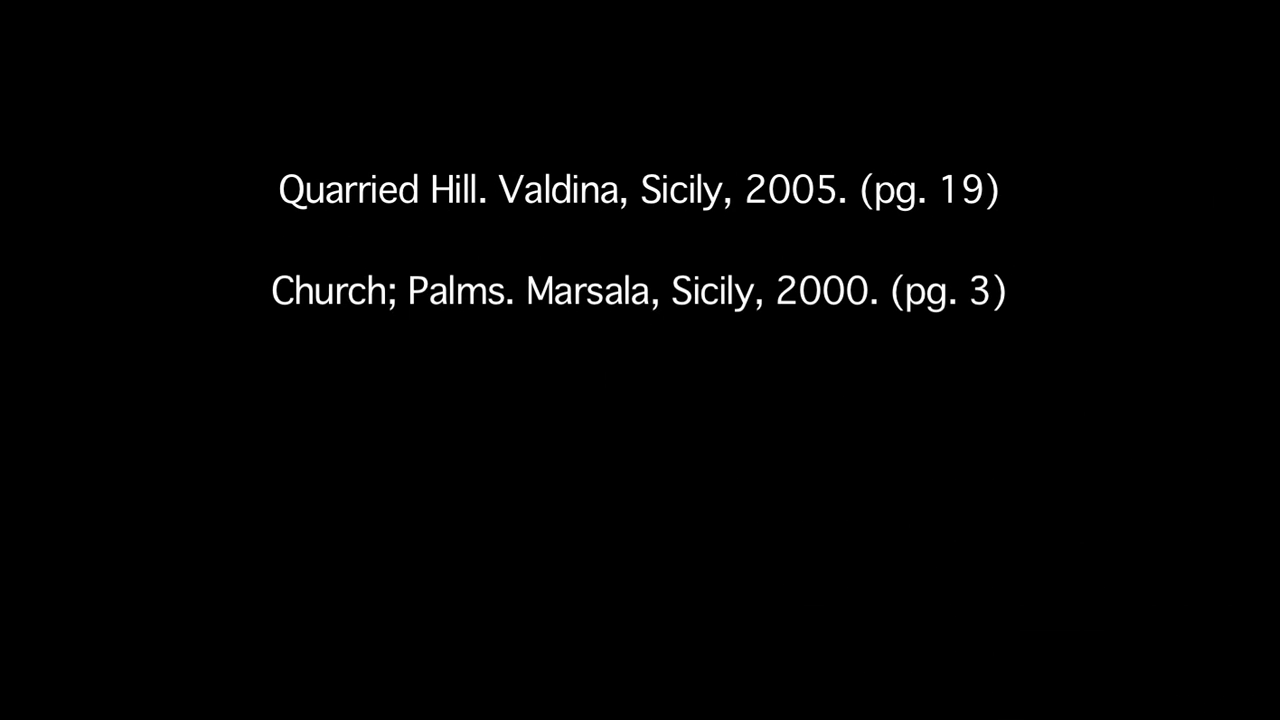 Quarried Hill. Valdina, Sicily, 2005. (pg. 19)
Church; Palms. Marsala, Sicily, 2000. (pg. 3)